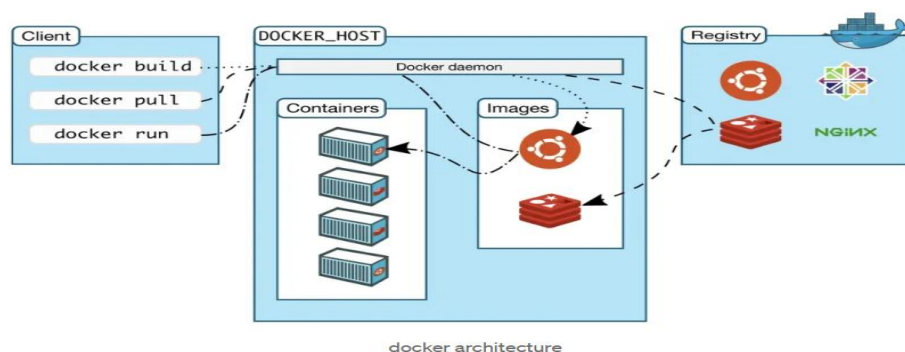 Client
docker build
docker pull
docker run
DOCKER_HOST
Docker daemon
Containers
Images
Registry
NGiNX
docker architecture